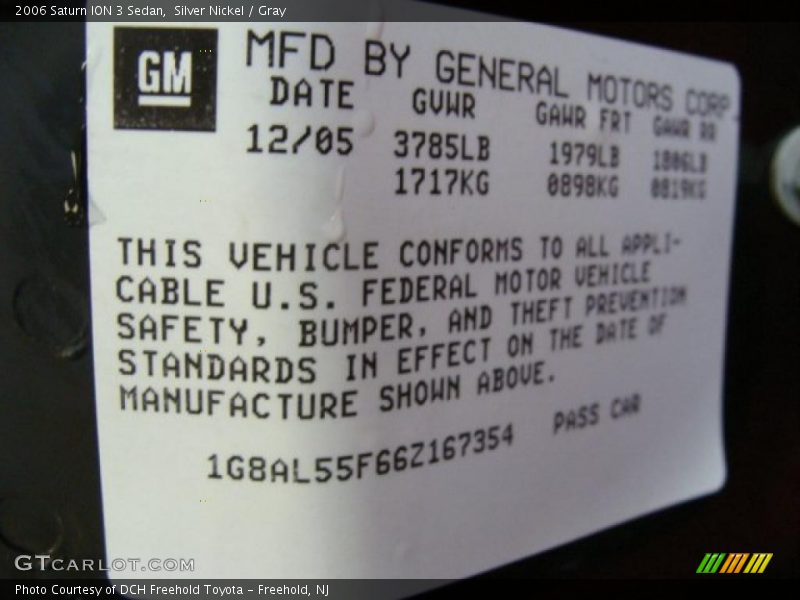 2006 Saturn ION 3 Sedan,  Silver Nickel / Gray
GM
MFD BY GENERAL MOTORS CORP
DATE GVWR GAWR FRT GAWR RR
12/05 3785LB 1979LB 1806LB
1717KG 0898KG 0819KG
THIS VEHICLE CONFORMS TO ALL APPLI-
CABLE U.S. FEDERAL MOTOR VEHICLE
SAFETY, BUMPER, AND THEFT PREVENTION
STANDARDS IN EFFECT ON THE DATE OF
MANUFACTURE SHOWN ABOVE.
1G8AL55F66Z167354 PASS CAR
GTCARLOT.COM
Photo Courtesy of DCH Freehold Toyota - Freehold, NJ